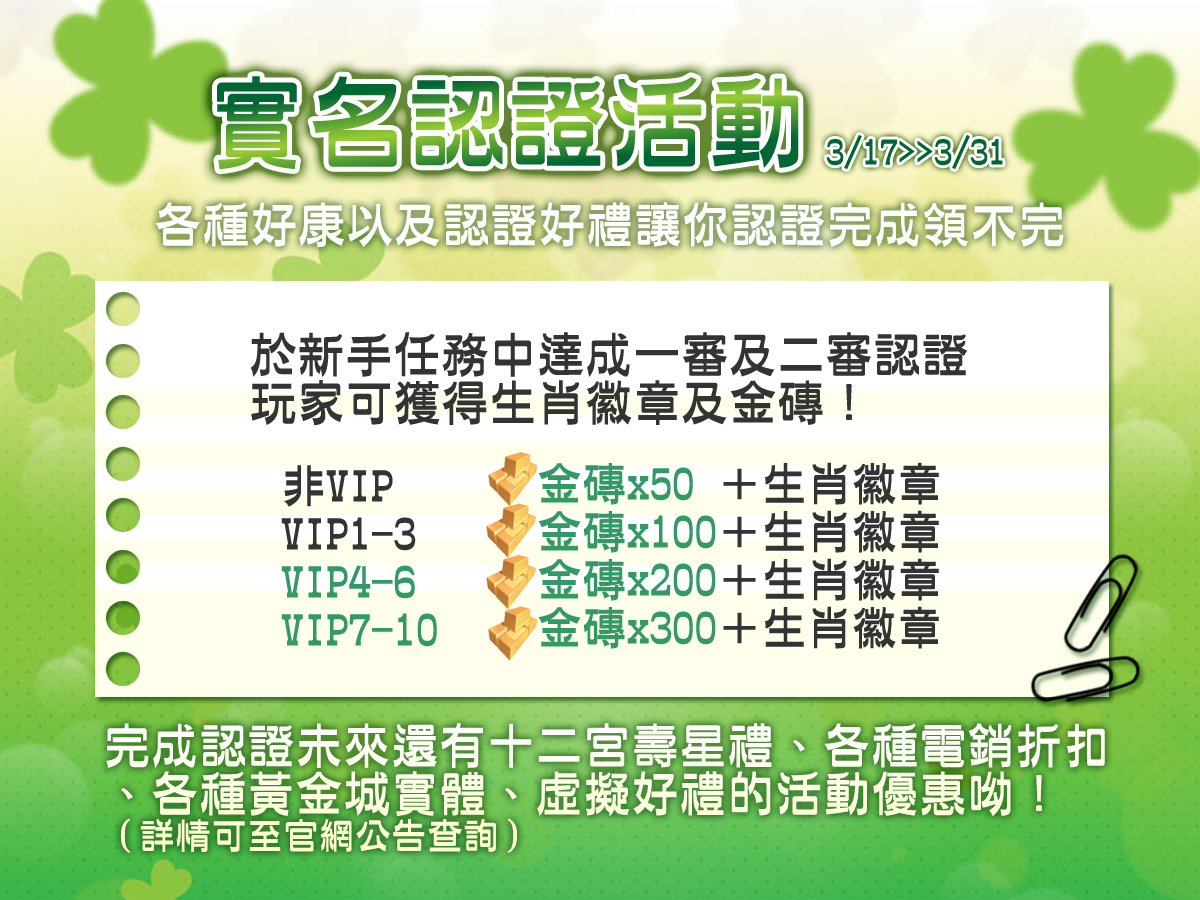 實名認證活動 3/17>>3/31
各種好康以及認證好禮讓你認證完成領不完
於新手任務中達成一審及二審認證
玩家可獲得生肖徽章及金磚！
非VIP 金磚x50 ＋生肖徽章
VIP1-3 金磚x100＋生肖徽章
VIP4-6 金磚x200＋生肖徽章
VIP7-10 金磚x300＋生肖徽章
完成認證未來還有十二宮壽星禮、各種電銷折扣
、各種黃金城實體、虛擬好禮的活動優惠呦！
（詳情可至官網公告查詢）